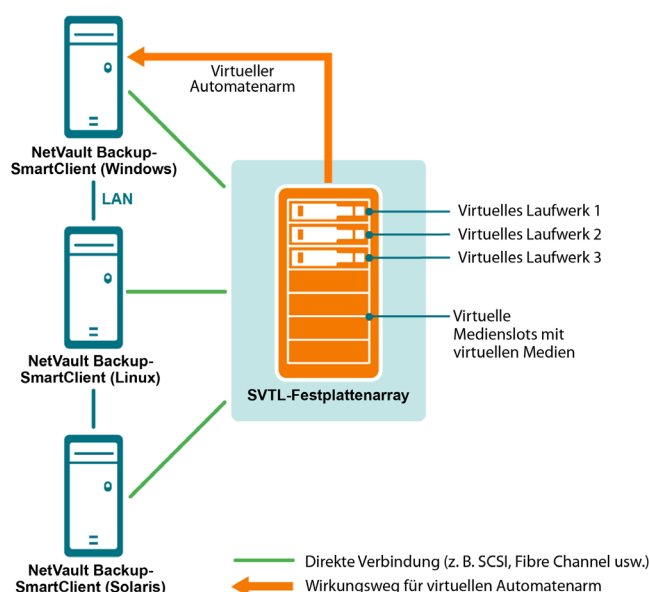 Virtueller
Automatenarm
NetVault Backup-
SmartClient (Windows)
LAN
Virtuelles Laufwerk 1
Virtuelles Laufwerk 2
Virtuelles Laufwerk 3
Virtuelle
Medienslots mit
virtuellen Medien
NetVault Backup-
SmartClient (Linux)
SVTL-Festplattenarray
NetVault Backup-
SmartClient (Solaris)
Direkte Verbindung (z. B. SCSI, Fibre Channel usw.)
Wirkungsweg für virtuellen Automatenarm